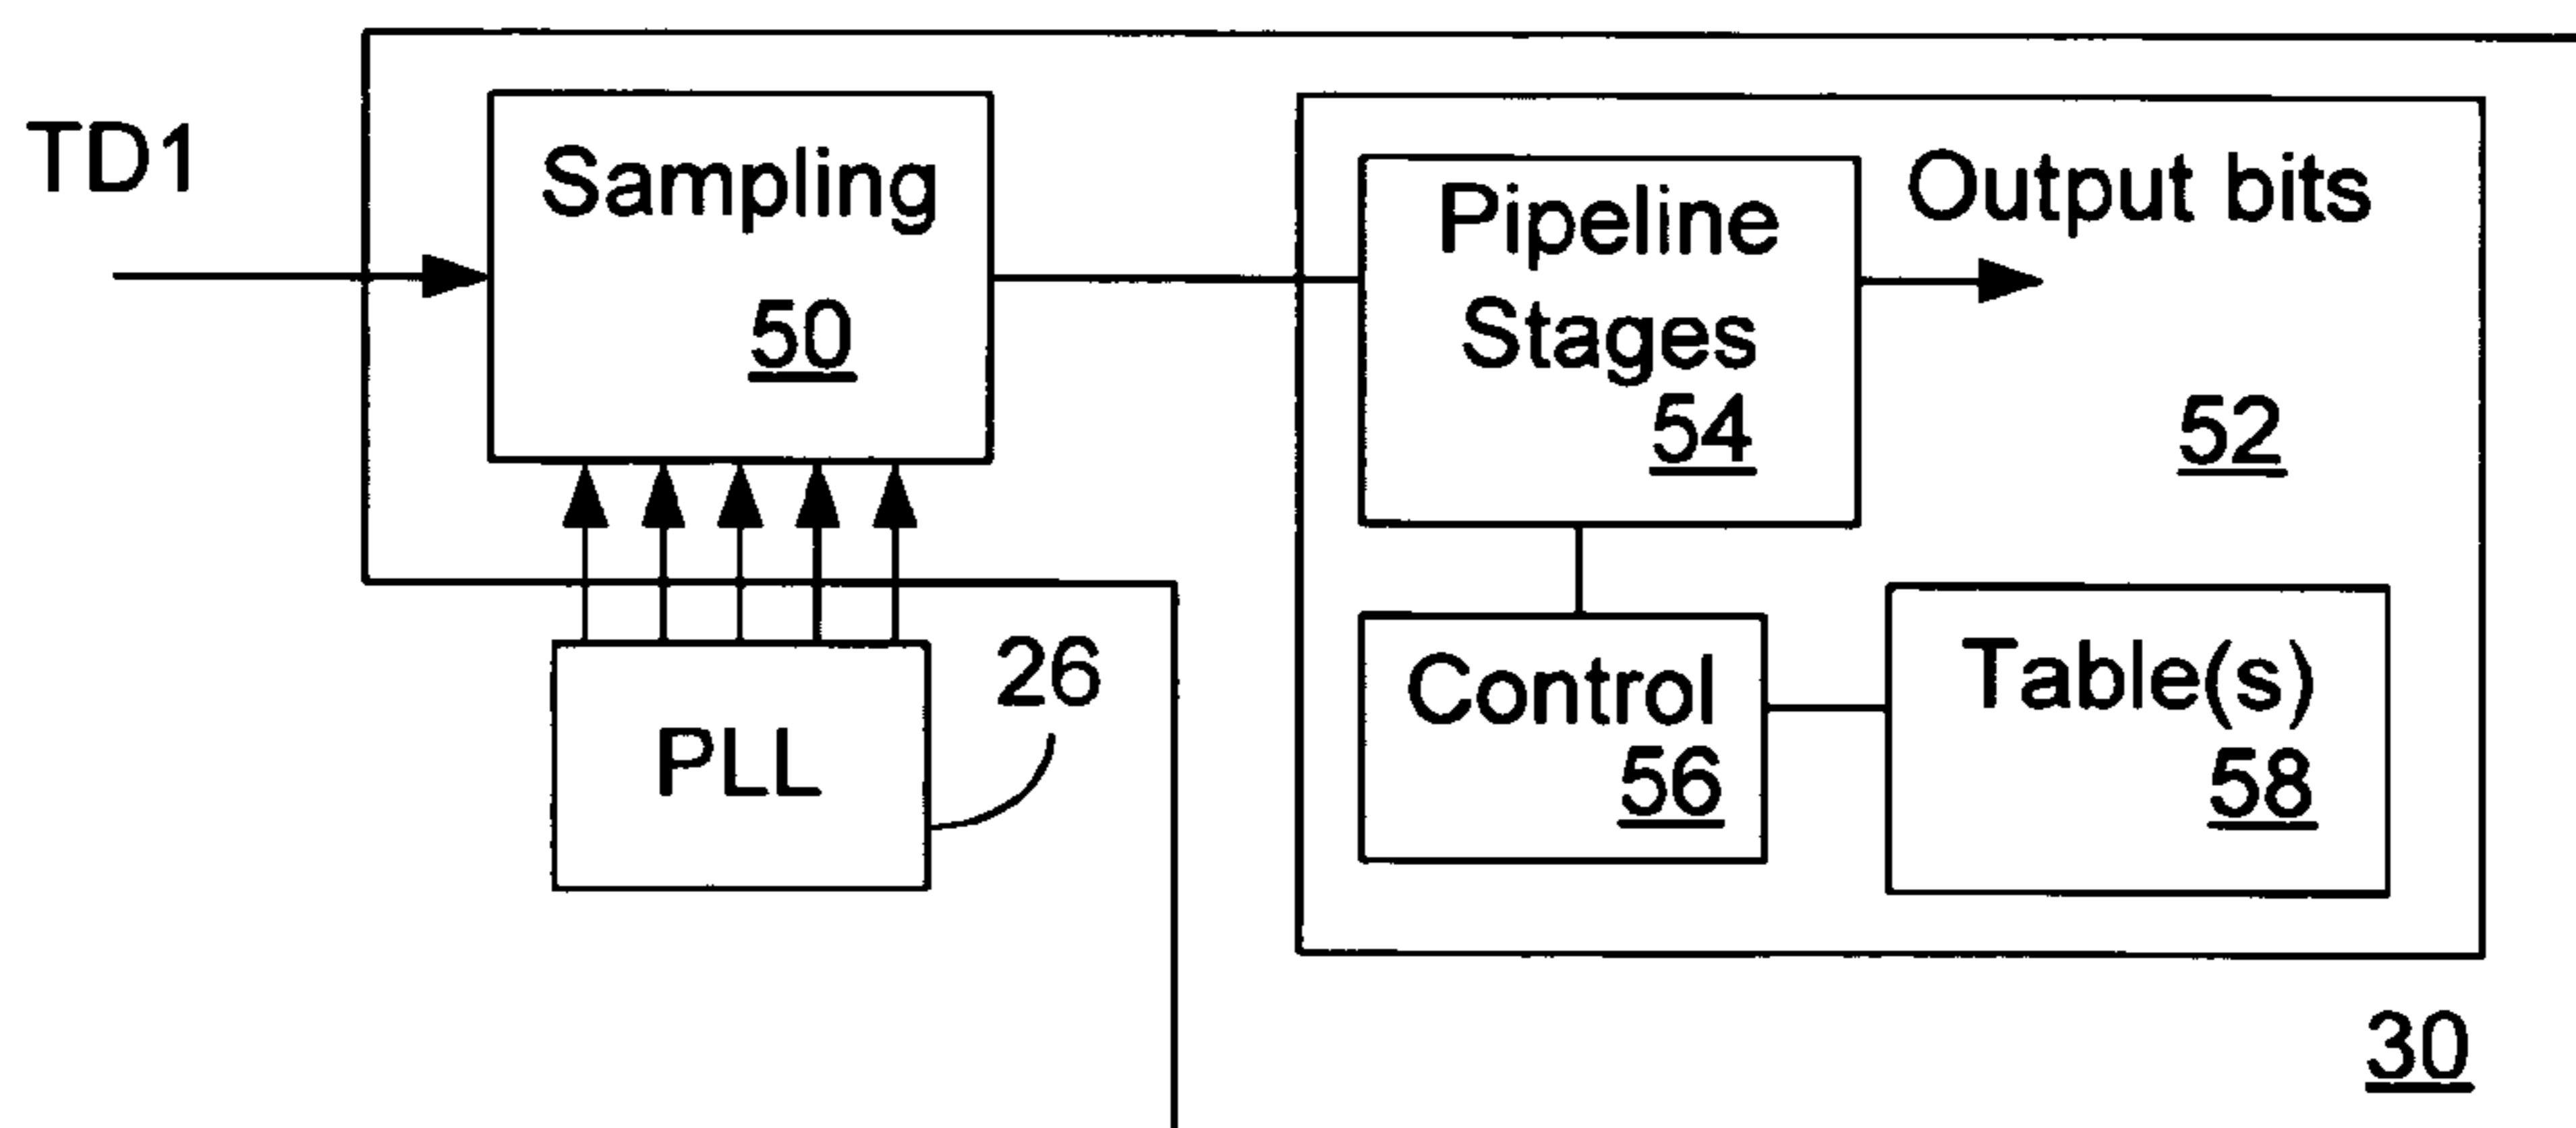 TD1
Sampling
50
Pipeline
Stages
54
Output bits
52
PLL
26
Control
56
Table(s)
58
30